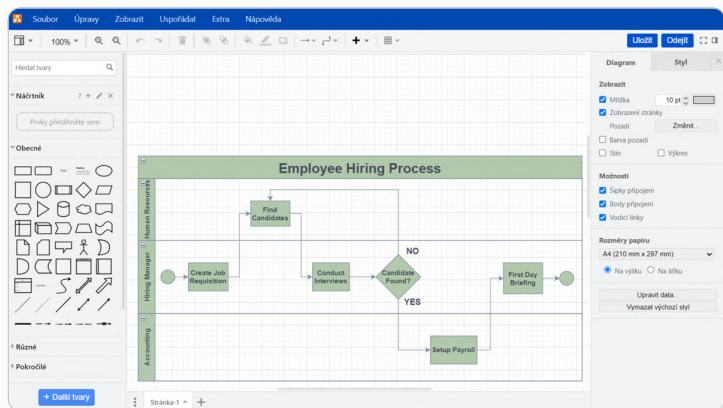 Soubor Úpravy Zobrazit Uspořádat Extra Nápověda
100%
Uložit Odejít
Hledat tvary
Náčrtník
?
Prvky přetáhněte sem
Obecné
Text
Různé
Pokročilé
+ Další tvary
Employee Hiring Process
Human Resources
Find
Candidates
Hiring Manager
Create Job
Requisition
Conduct
Interviews
Candidate
Found?
NO
YES
First Day
Briefing
Accounting
Setup Payroll
Stránka-1
Diagram Styl
Zobrazit
Mřížka 10 pt
Zobrazení stránky
Pozadí Změnit...
Barva pozadí
Stín Výkres
Možnosti
Šipky připojení
Body připojení
Vodicí linky
Rozměry papíru
A4 (210 mm x 297 mm)
Na výšku Na šířku
Upravit data...
Vymazat výchozí styl